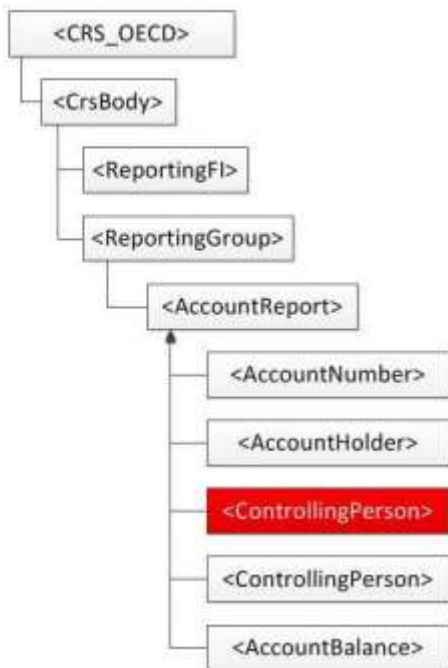 <CRS_OECD>
<CrsBody>
<ReportingFI>
<ReportingGroup>
<AccountReport>
<AccountNumber>
<AccountHolder>
<ControllingPerson>
<ControllingPerson>
<AccountBalance>